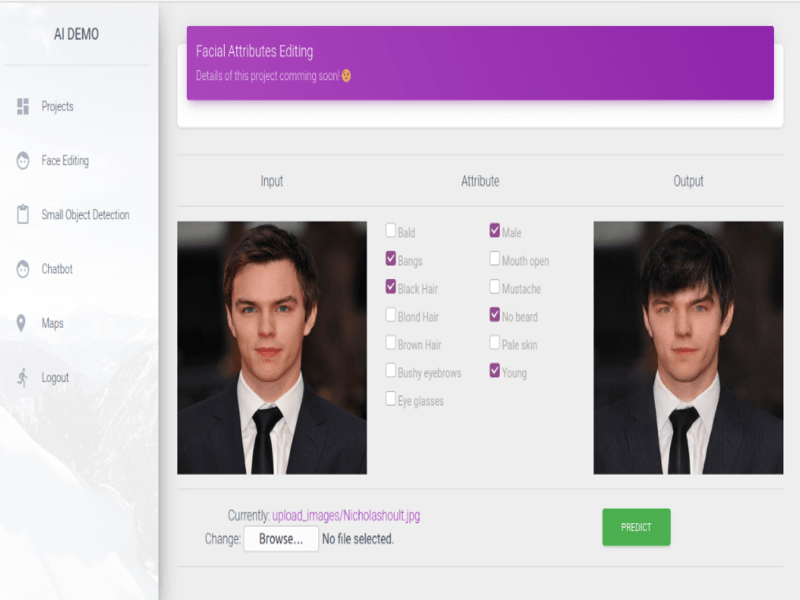 AI DEMO
Projects
Face Editing
Small Object Detection
Chatbot
Maps
Logout
Facial Attributes Editing
Details of this project comming soon!
Input
Attribute
Output
Bald
Male
Bangs
Mouth open
Black Hair
Mustache
Blond Hair
No beard
Brown Hair
Pale skin
Bushy eyebrows
Young
Eye glasses
Currently: upload_images/Nicholashoult.jpg
Change: Browse... No file selected.
PREDICT